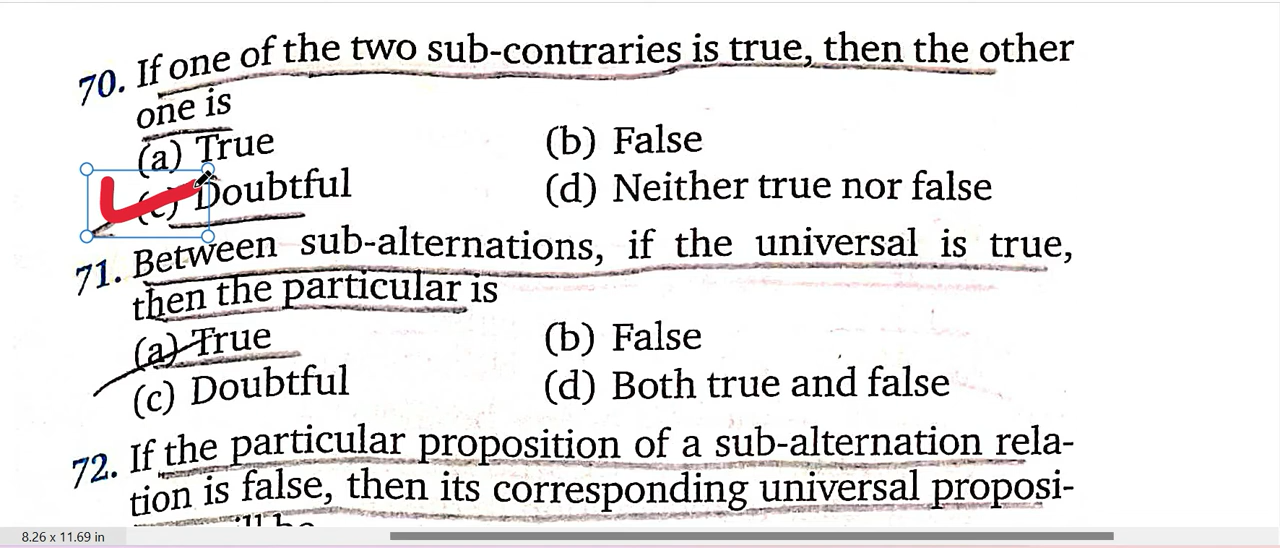 70. If one of the two sub-contraries is true, then the other
one is
(a) True (b) False
(c) Doubtful (d) Neither true nor false
71. Between sub-alternations, if the universal is true,
then the particular is
(a) True (b) False
(c) Doubtful (d) Both true and false
72. If the particular proposition of a sub-alternation rela-
tion is false, then its corresponding universal proposi-
8.26 x 11.69 in